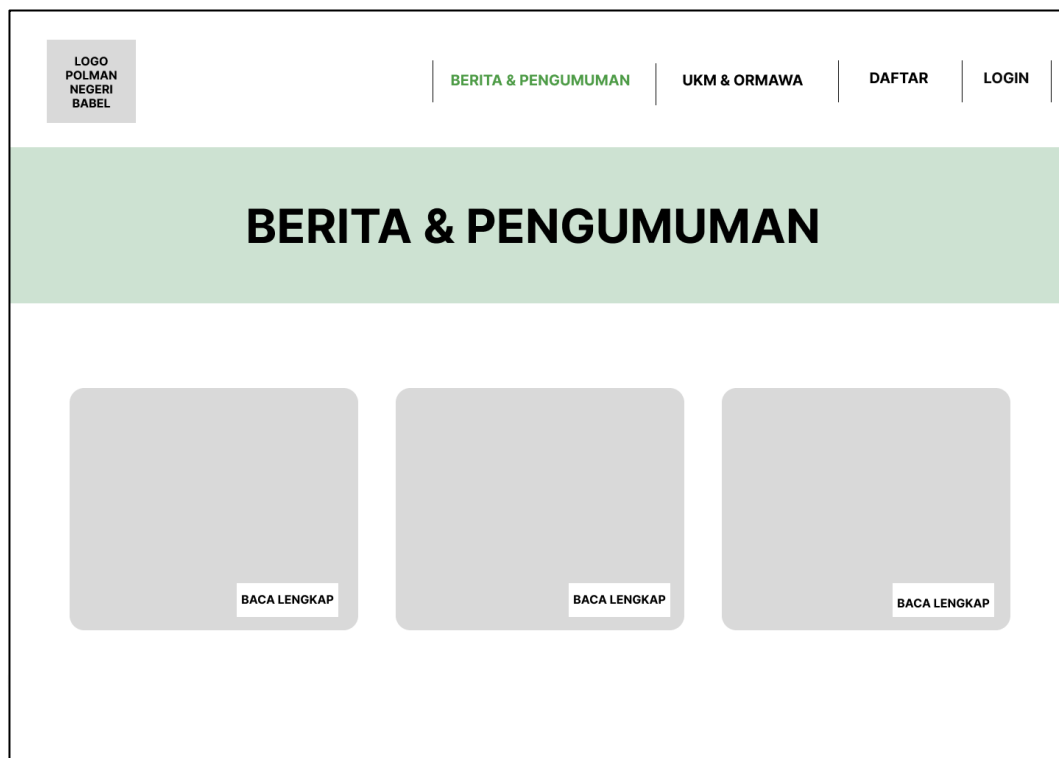 LOGO
POLMAN
NEGERI
BABEL
BERITA & PENGUMUMAN
UKM & ORMAWA
DAFTAR
LOGIN
BERITA & PENGUMUMAN
BACA LENGKAP
BACA LENGKAP
BACA LENGKAP